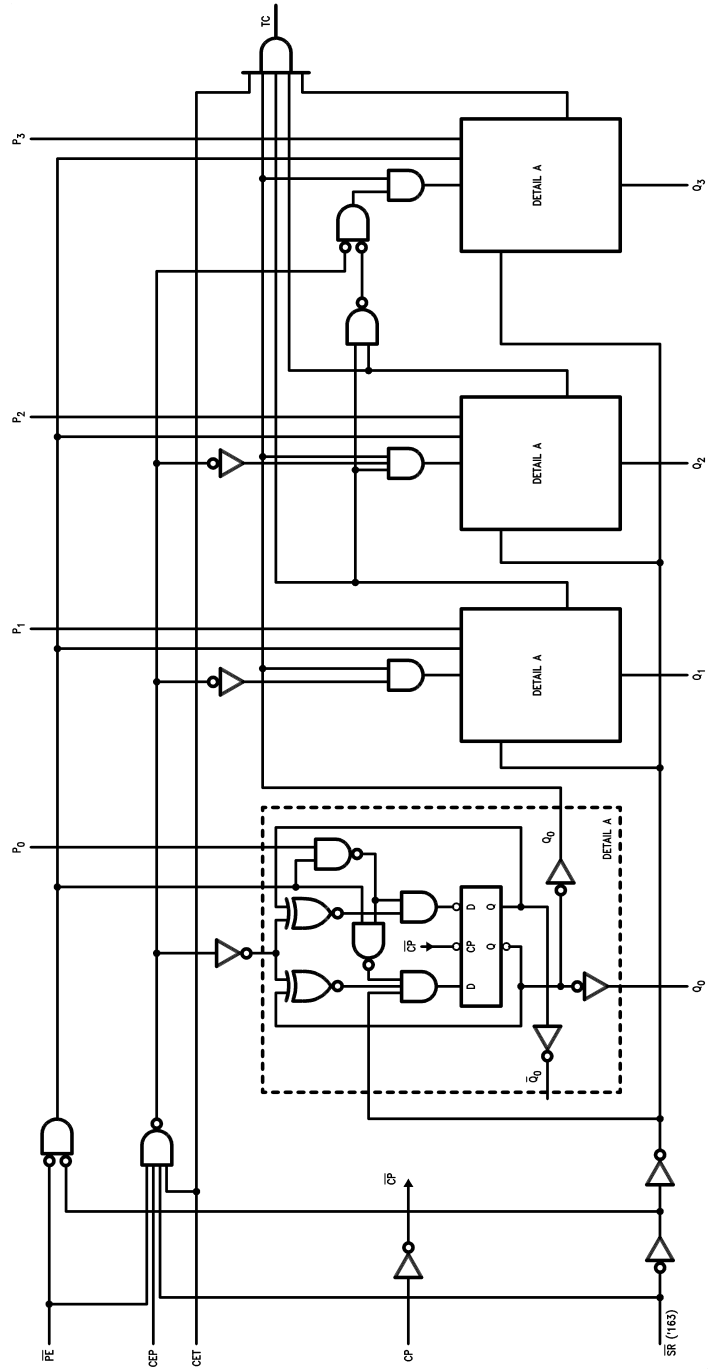 TC
P3
P2
P1
P0
DETAIL A
DETAIL A
DETAIL A
Q3
Q2
Q1
Q0
DETAIL A
Q0
Q̅0
C̅P̅
D
CP
D
Q
Q
C̅P̅
P̅E̅
CEP
CET
CP
S̅R̅ ('163)